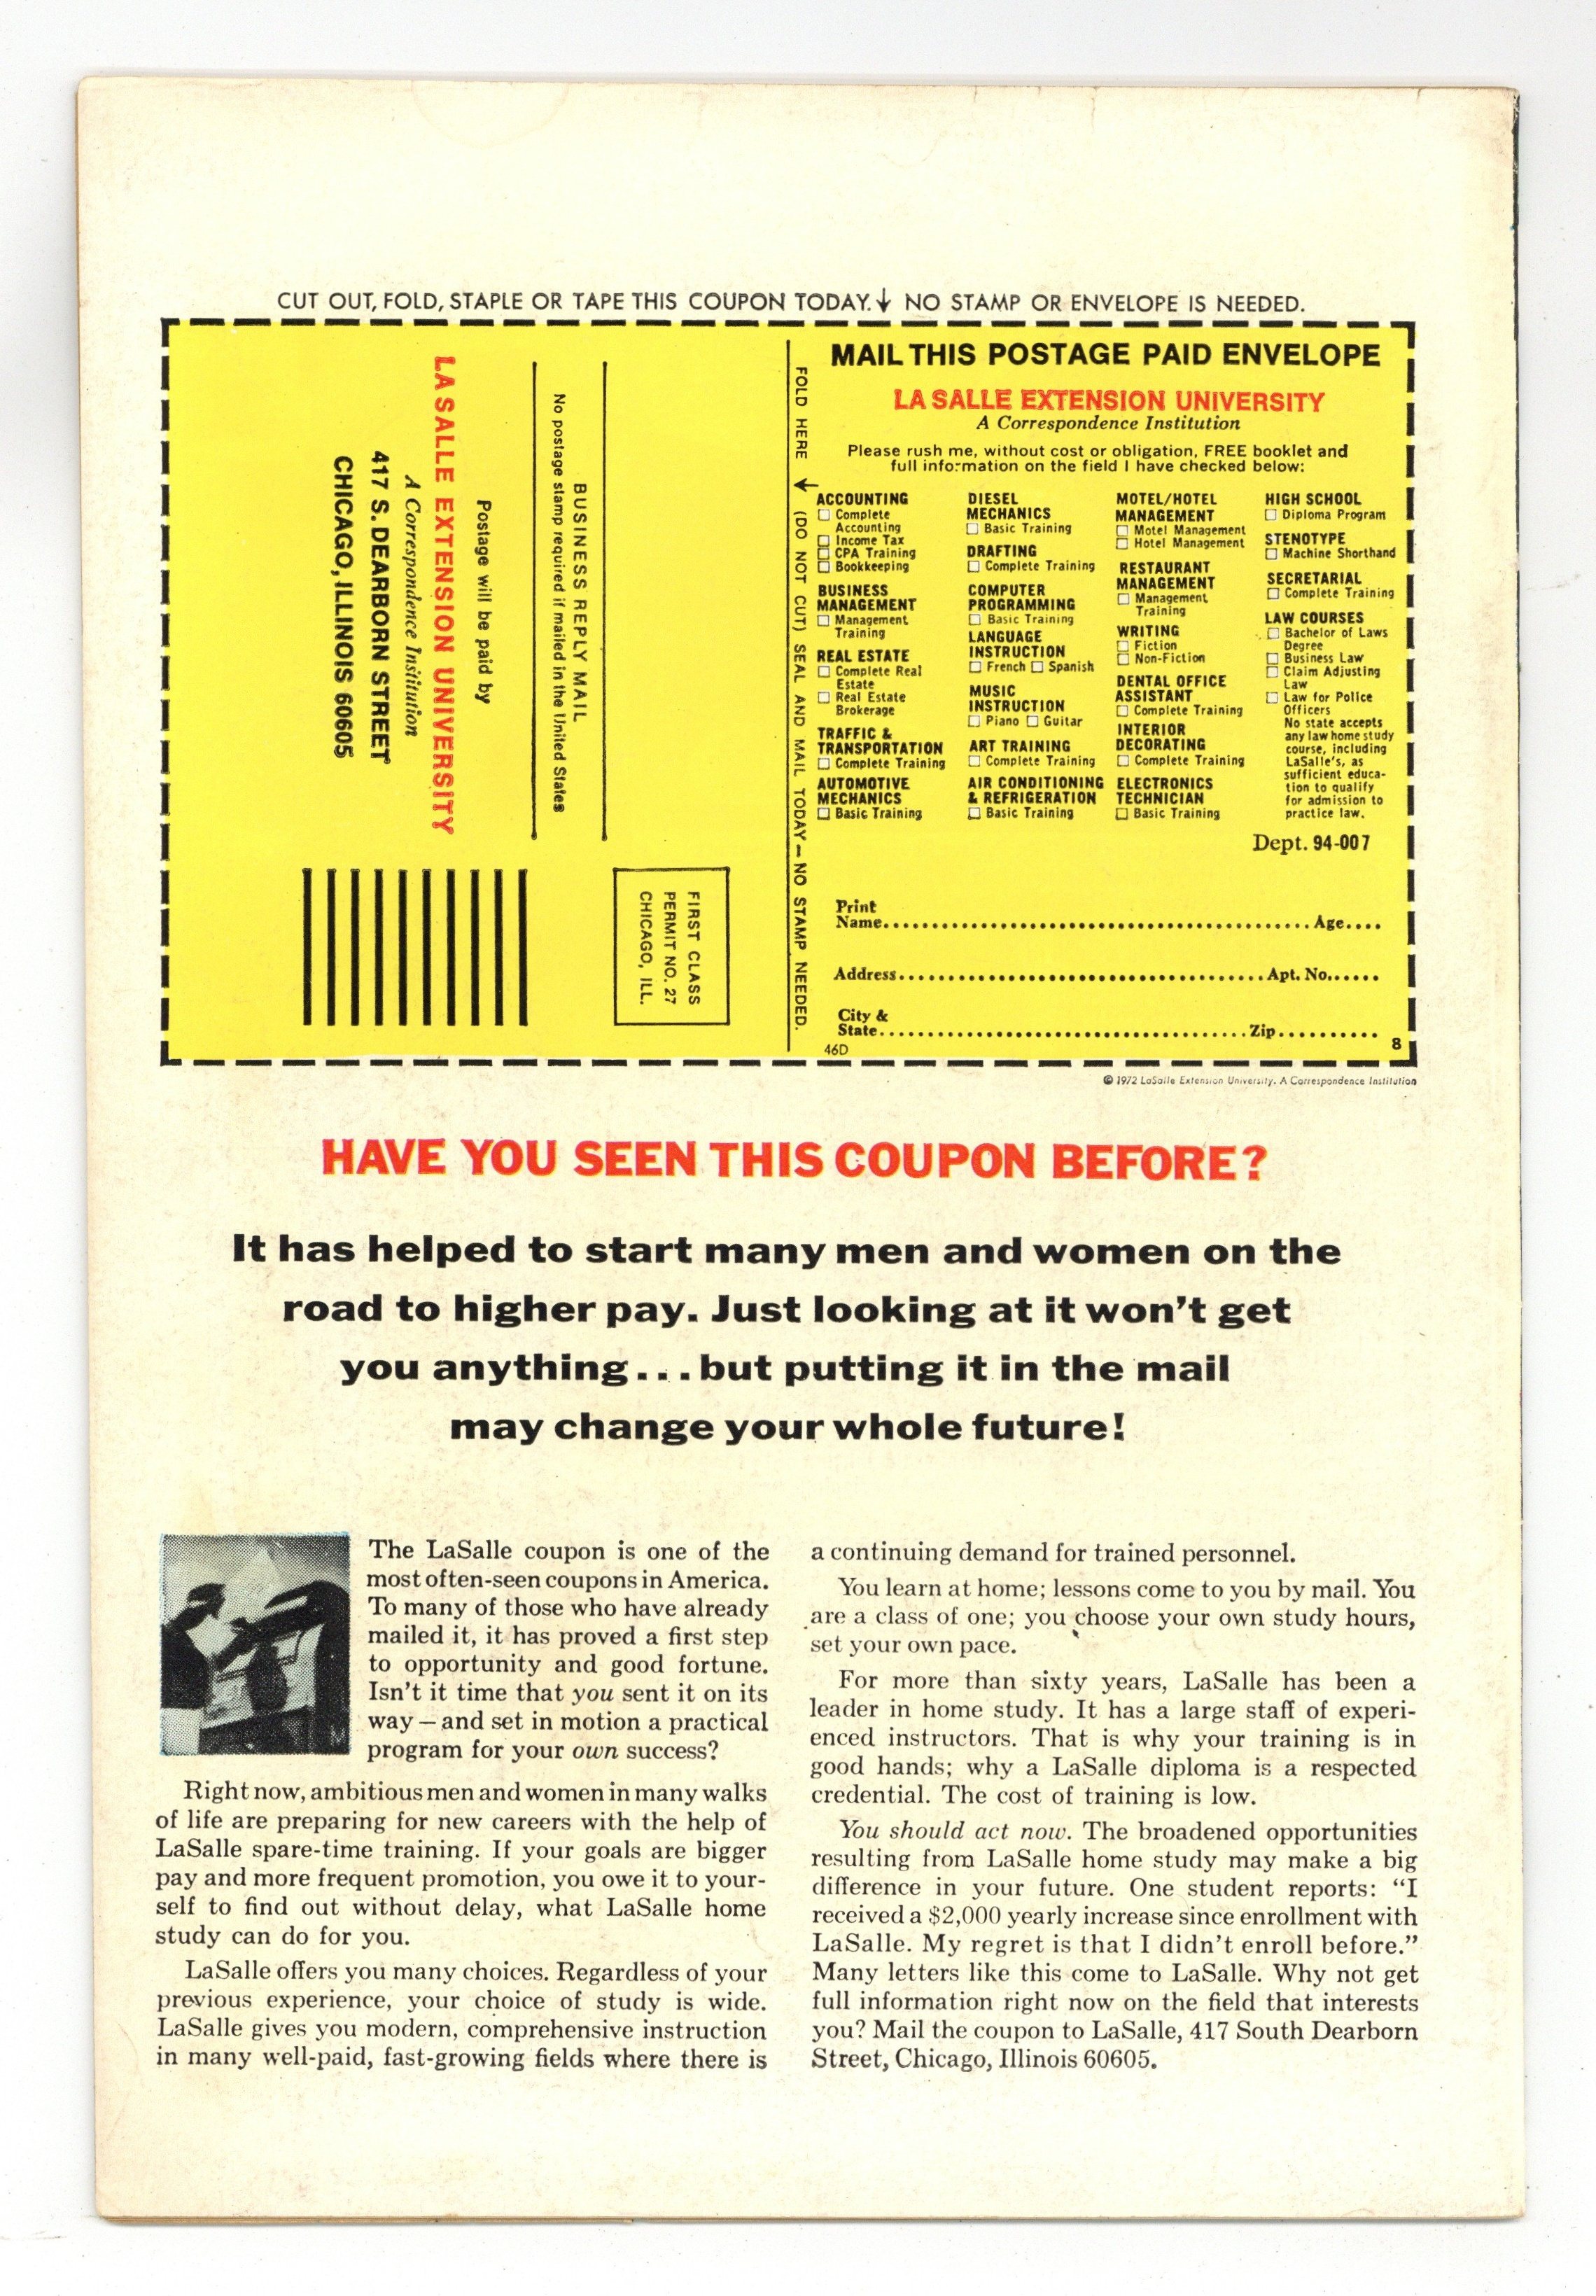 CUT OUT, FOLD, STAPLE OR TAPE THIS COUPON TODAY. ↓ NO STAMP OR ENVELOPE IS NEEDED.
FIRST CLASS
PERMIT NO. 27
CHICAGO, ILL.
BUSINESS REPLY MAIL
No postage stamp required if mailed in the United States
Postage will be paid by
LA SALLE EXTENSION UNIVERSITY
A Correspondence Institution
417 S. DEARBORN STREET
CHICAGO, ILLINOIS 60605
FOLD HERE ↓ (DO NOT CUT) SEAL AND MAIL TODAY — NO STAMP NEEDED.
MAIL THIS POSTAGE PAID ENVELOPE
LA SALLE EXTENSION UNIVERSITY
A Correspondence Institution
Please rush me, without cost or obligation, FREE booklet and
full information on the field I have checked below:
ACCOUNTING
☐ Complete
Accounting
☐ Income Tax
☐ CPA Training
☐ Bookkeeping
BUSINESS
MANAGEMENT
☐ Management
Training
REAL ESTATE
☐ Complete Real
Estate
☐ Real Estate
Brokerage
TRAFFIC &
TRANSPORTATION
☐ Complete Training
AUTOMOTIVE
MECHANICS
☐ Basic Training
DIESEL
MECHANICS
☐ Basic Training
DRAFTING
☐ Complete Training
COMPUTER
PROGRAMMING
☐ Basic Training
LANGUAGE
INSTRUCTION
☐ French ☐ Spanish
MUSIC
INSTRUCTION
☐ Piano ☐ Guitar
ART TRAINING
☐ Complete Training
AIR CONDITIONING
& REFRIGERATION
☐ Basic Training
MOTEL/HOTEL
MANAGEMENT
☐ Motel Management
☐ Hotel Management
RESTAURANT
MANAGEMENT
☐ Management
Training
WRITING
☐ Fiction
☐ Non-Fiction
DENTAL OFFICE
ASSISTANT
☐ Complete Training
INTERIOR
DECORATING
☐ Complete Training
ELECTRONICS
TECHNICIAN
☐ Basic Training
HIGH SCHOOL
☐ Diploma Program
STENOTYPE
☐ Machine Shorthand
SECRETARIAL
☐ Complete Training
LAW COURSES
☐ Bachelor of Laws
Degree
☐ Business Law
☐ Claim Adjusting
Law
☐ Law for Police
Officers
No state accepts
any law home study
course, including
LaSalle's, as
sufficient educa-
tion to qualify
for admission to
practice law.
Dept. 94-007
Print
Name........................................ Age....
Address........................................ Apt. No......
City &
State........................................ Zip..........
46D 8
© 1972 LaSalle Extension University. A Correspondence Institution
HAVE YOU SEEN THIS COUPON BEFORE?
It has helped to start many men and women on the
road to higher pay. Just looking at it won't get
you anything... but putting it in the mail
may change your whole future!
The LaSalle coupon is one of the
most often-seen coupons in America.
To many of those who have already
mailed it, it has proved a first step
to opportunity and good fortune.
Isn't it time that you sent it on its
way — and set in motion a practical
program for your own success?
Right now, ambitious men and women in many walks
of life are preparing for new careers with the help of
LaSalle spare-time training. If your goals are bigger
pay and more frequent promotion, you owe it to your-
self to find out without delay, what LaSalle home
study can do for you.
LaSalle offers you many choices. Regardless of your
previous experience, your choice of study is wide.
LaSalle gives you modern, comprehensive instruction
in many well-paid, fast-growing fields where there is
a continuing demand for trained personnel.
You learn at home; lessons come to you by mail. You
are a class of one; you choose your own study hours,
set your own pace.
For more than sixty years, LaSalle has been a
leader in home study. It has a large staff of experi-
enced instructors. That is why your training is in
good hands; why a LaSalle diploma is a respected
credential. The cost of training is low.
You should act now. The broadened opportunities
resulting from LaSalle home study may make a big
difference in your future. One student reports: "I
received a $2,000 yearly increase since enrollment with
LaSalle. My regret is that I didn't enroll before."
Many letters like this come to LaSalle. Why not get
full information right now on the field that interests
you? Mail the coupon to LaSalle, 417 South Dearborn
Street, Chicago, Illinois 60605.